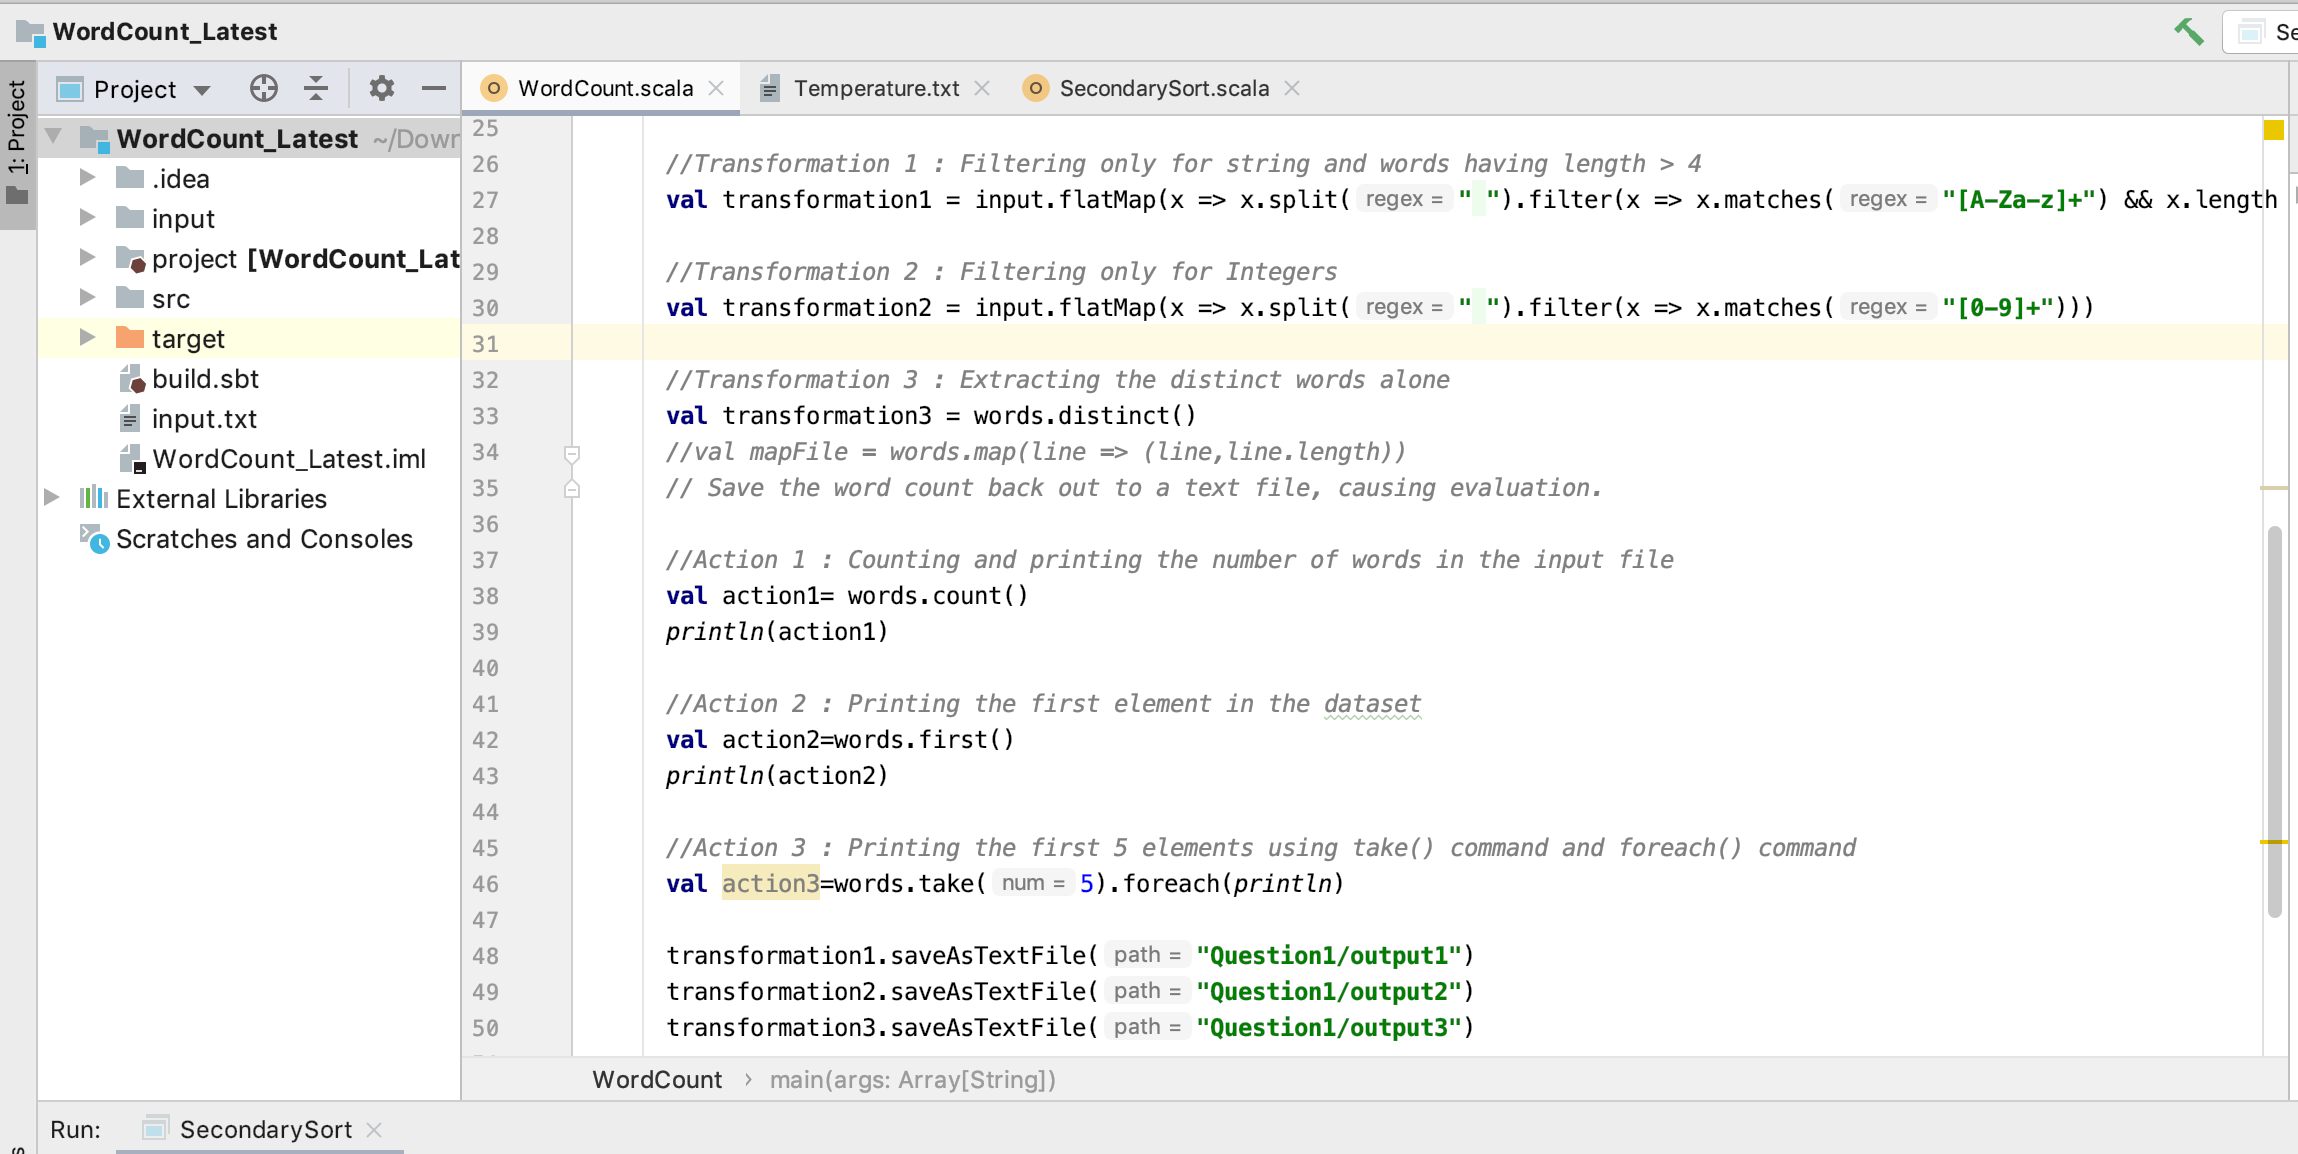 WordCount_Latest
Se
1: Project
Project
WordCount_Latest ~/Dowr
.idea
input
project [WordCount_Lat
src
target
build.sbt
input.txt
WordCount_Latest.iml
External Libraries
Scratches and Consoles
WordCount.scala Temperature.txt SecondarySort.scala
25
26 //Transformation 1 : Filtering only for string and words having length > 4
27 val transformation1 = input.flatMap(x => x.split( regex = " ").filter(x => x.matches( regex = "[A-Za-z]+") && x.length
28
29 //Transformation 2 : Filtering only for Integers
30 val transformation2 = input.flatMap(x => x.split( regex = " ").filter(x => x.matches( regex = "[0-9]+")))
31
32 //Transformation 3 : Extracting the distinct words alone
33 val transformation3 = words.distinct()
34 //val mapFile = words.map(line => (line,line.length))
35 // Save the word count back out to a text file, causing evaluation.
36
37 //Action 1 : Counting and printing the number of words in the input file
38 val action1= words.count()
39 println(action1)
40
41 //Action 2 : Printing the first element in the dataset
42 val action2=words.first()
43 println(action2)
44
45 //Action 3 : Printing the first 5 elements using take() command and foreach() command
46 val action3=words.take( num = 5).foreach(println)
47
48 transformation1.saveAsTextFile( path = "Question1/output1")
49 transformation2.saveAsTextFile( path = "Question1/output2")
50 transformation3.saveAsTextFile( path = "Question1/output3")
WordCount › main(args: Array[String])
Run: SecondarySort